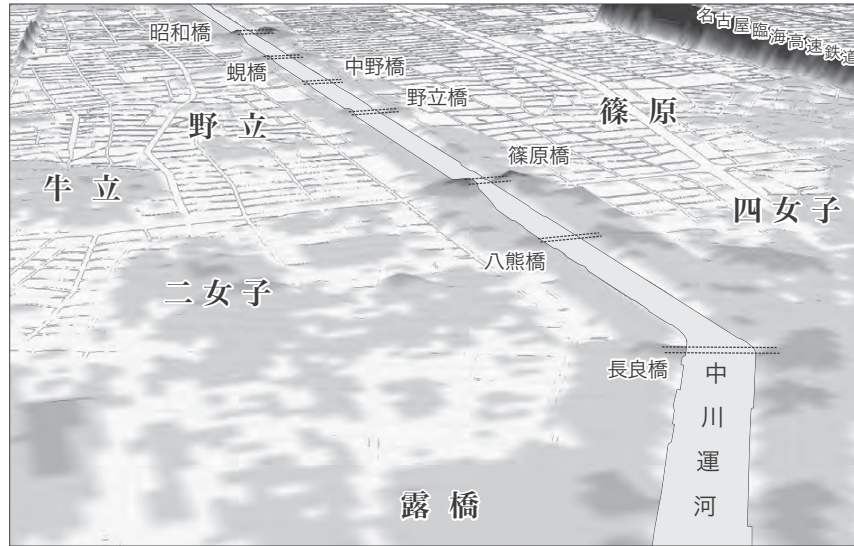 名古屋臨海高速鉄道
昭和橋
蜆橋
中野橋
野立橋
篠原
野立
篠原橋
牛立
四女子
八熊橋
二女子
長良橋
中川運河
露橋